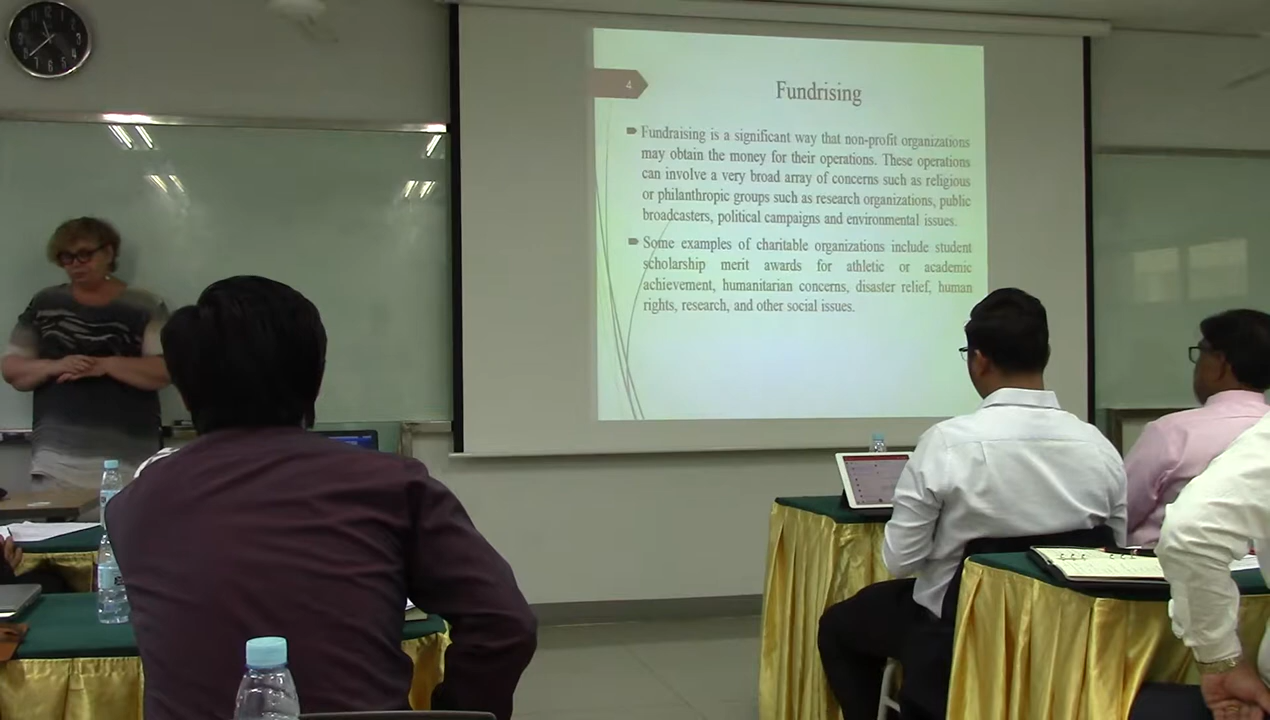 4
Fundrising
Fundraising is a significant way that non-profit organizations
may obtain the money for their operations. These operations
can involve a very broad array of concerns such as religious
or philanthropic groups such as research organizations, public
broadcasters, political campaigns and environmental issues.
Some examples of charitable organizations include student
scholarship merit awards for athletic or academic
achievement, humanitarian concerns, disaster relief, human
rights, research, and other social issues.